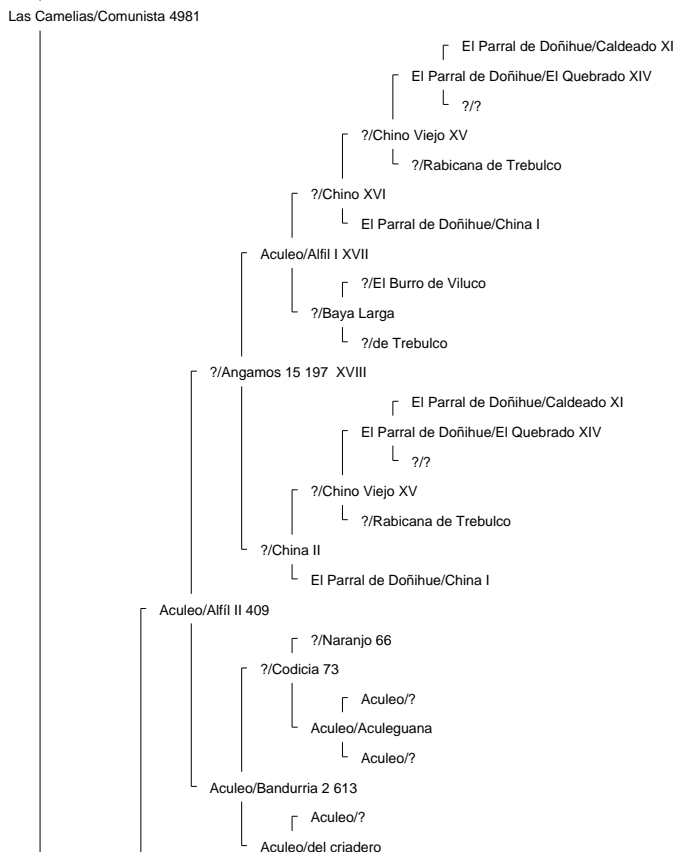 Las Camelias/Comunista 4981
El Parral de Doñihue/Caldeado XI
El Parral de Doñihue/El Quebrado XIV
?/?
?/Chino Viejo XV
?/Rabicana de Trebulco
?/Chino XVI
El Parral de Doñihue/China I
Aculeo/Alfil I XVII
?/El Burro de Viluco
?/Baya Larga
?/de Trebulco
?/Angamos 15 197 XVIII
El Parral de Doñihue/Caldeado XI
El Parral de Doñihue/El Quebrado XIV
?/?
?/Chino Viejo XV
?/Rabicana de Trebulco
?/China II
El Parral de Doñihue/China I
Aculeo/Alfíl II 409
?/Naranjo 66
?/Codicia 73
Aculeo/?
Aculeo/Aculeguana
Aculeo/?
Aculeo/Bandurria 2 613
Aculeo/?
Aculeo/del criadero